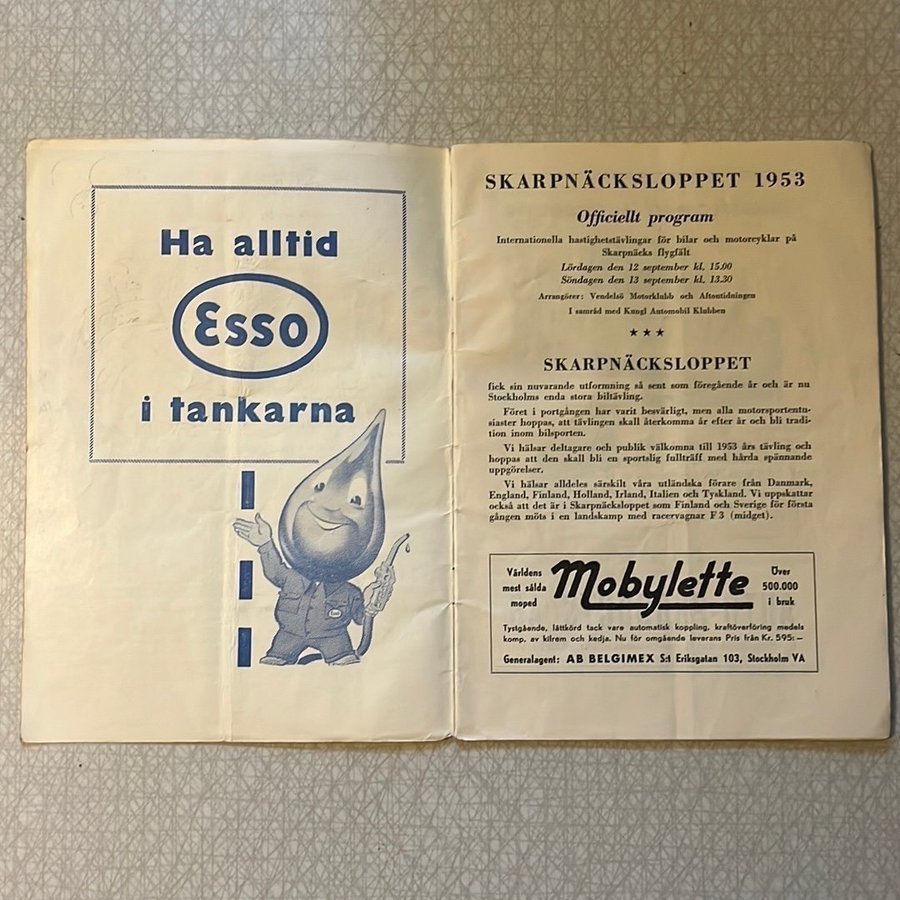 Ha alltid
Esso
i tankarna
Esso
SKARPNÄCKSLOPPET 1953
Officiellt program
Internationella hastighetstävlingar för bilar och motorcyklar på
Skarpnäcks flygfält
Lördagen den 12 september kl. 15.00
Söndagen den 13 september kl. 13.30
Arrangörer: Vendelsö Motorklubb och Aftontidningen
I samråd med Kungl Automobil Klubben
★★★
SKARPNÄCKSLOPPET
fick sin nuvarande utformning så sent som föregående år och är nu
Stockholms enda stora biltävling.
Föret i portgången har varit besvärligt, men alla motorsportentu-
siaster hoppas, att tävlingen skall återkomma år efter år och bli tradi-
tion inom bilsporten.
Vi hälsar deltagare och publik välkomna till 1953 års tävling och
hoppas att den skall bli en sportslig fullträff med hårda spännande
uppgörelser.
Vi hälsar alldeles särskilt våra utländska förare från Danmark,
England, Finland, Holland, Irland, Italien och Tyskland. Vi uppskattar
också att det är i Skarpnäcksloppet som Finland och Sverige för första
gången möts i en landskamp med racervagnar F 3 (midget).
Världens
mest sålda
moped
Mobylette
Över
500.000
i bruk
Tystgående, lättkörd tack vare automatisk koppling, kraftöverföring medels
komp. av kilrem och kedja. Nu för omgående leverans Pris från Kr. 595:—
Generalagent: AB BELGIMEX S:t Eriksgatan 103, Stockholm VA